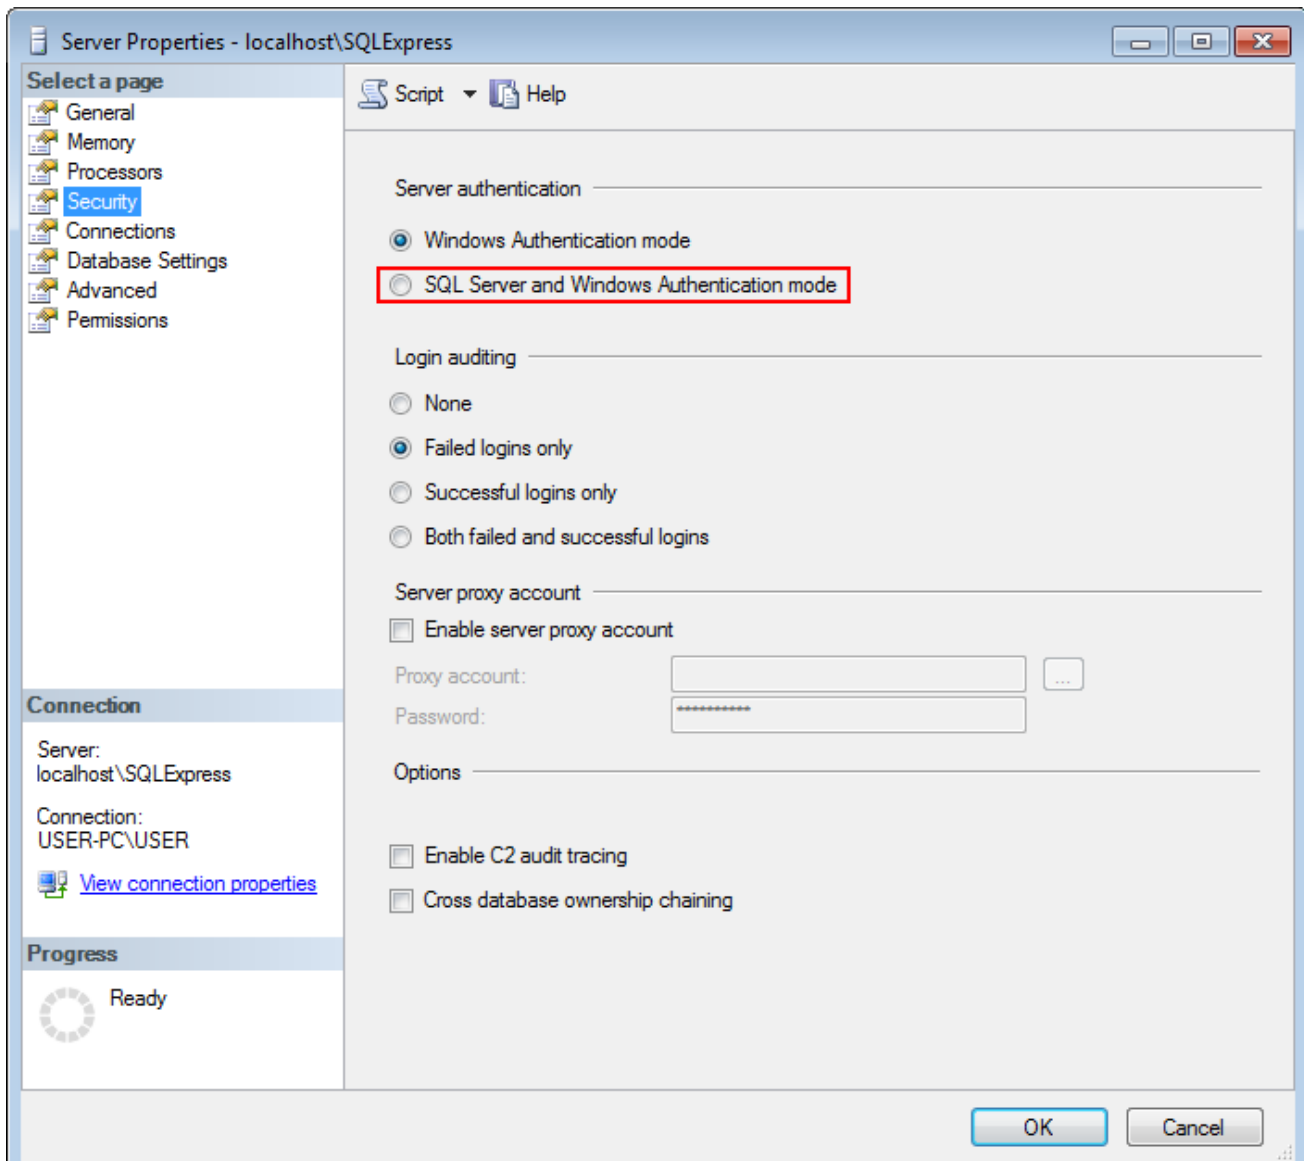 Server Properties - localhost\SQLExpress
Select a page
General
Memory
Processors
Security
Connections
Database Settings
Advanced
Permissions
Connection
Server:
localhost\SQLExpress
Connection:
USER-PC\USER
View connection properties
Progress
Ready
Script
Help
Server authentication
Windows Authentication mode
SQL Server and Windows Authentication mode
Login auditing
None
Failed logins only
Successful logins only
Both failed and successful logins
Server proxy account
Enable server proxy account
Proxy account:
...
Password:
**********
Options
Enable C2 audit tracing
Cross database ownership chaining
OK
Cancel